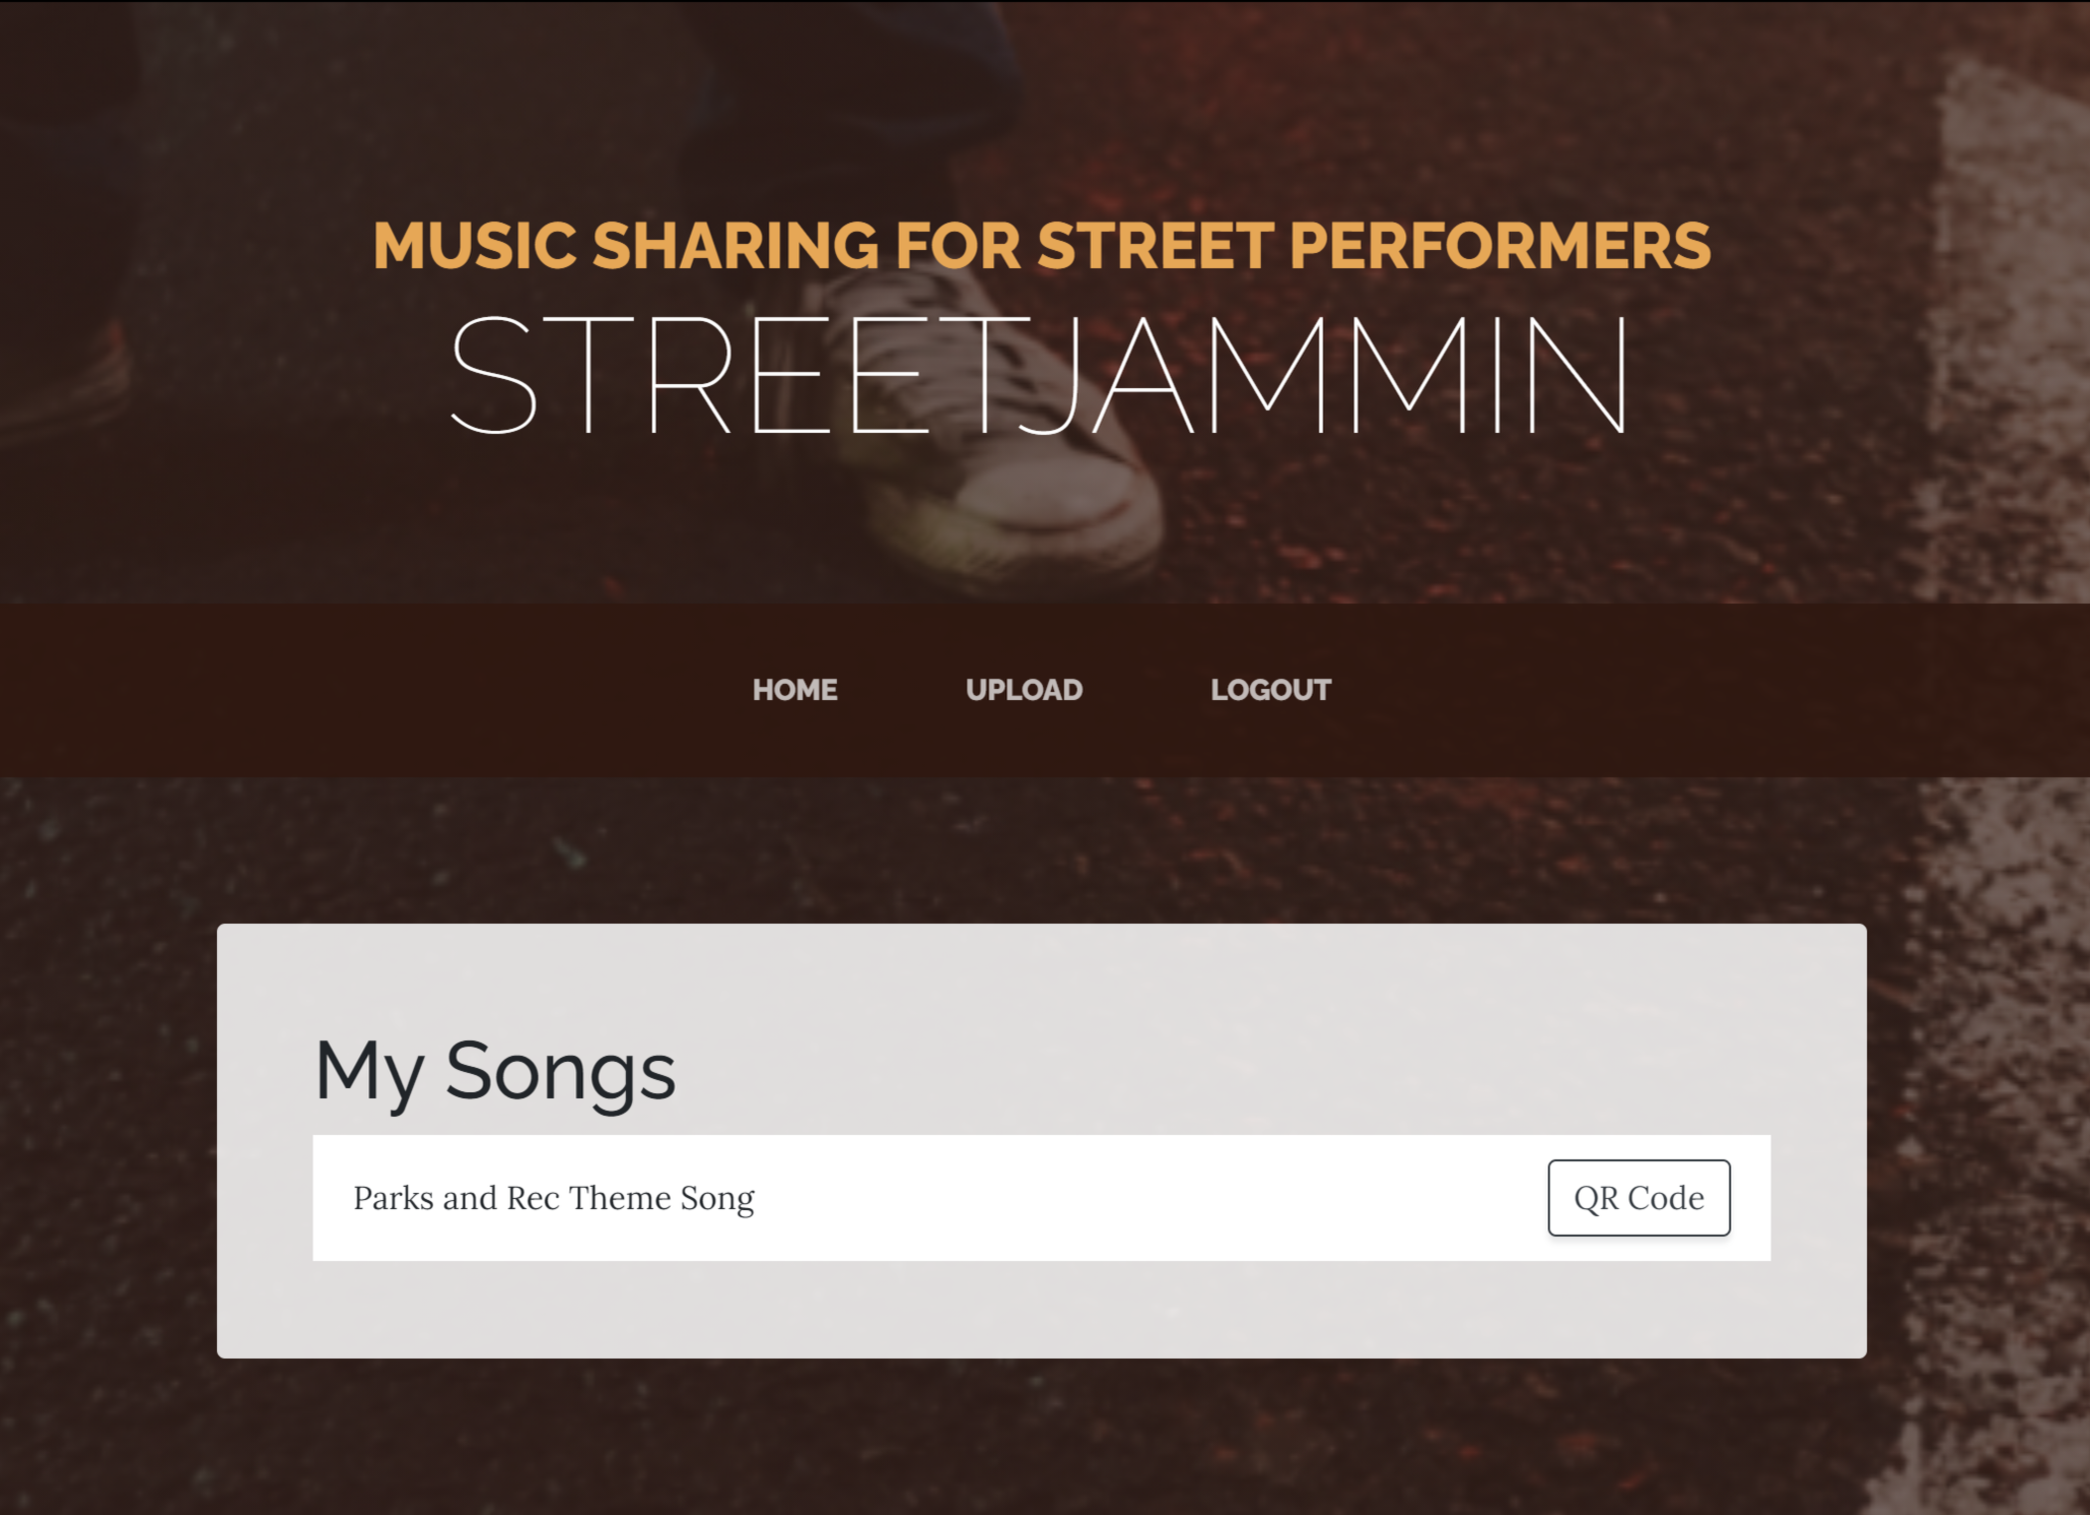 MUSIC SHARING FOR STREET PERFORMERS
STREETJAMMIN
HOME UPLOAD LOGOUT
My Songs
Parks and Rec Theme Song QR Code